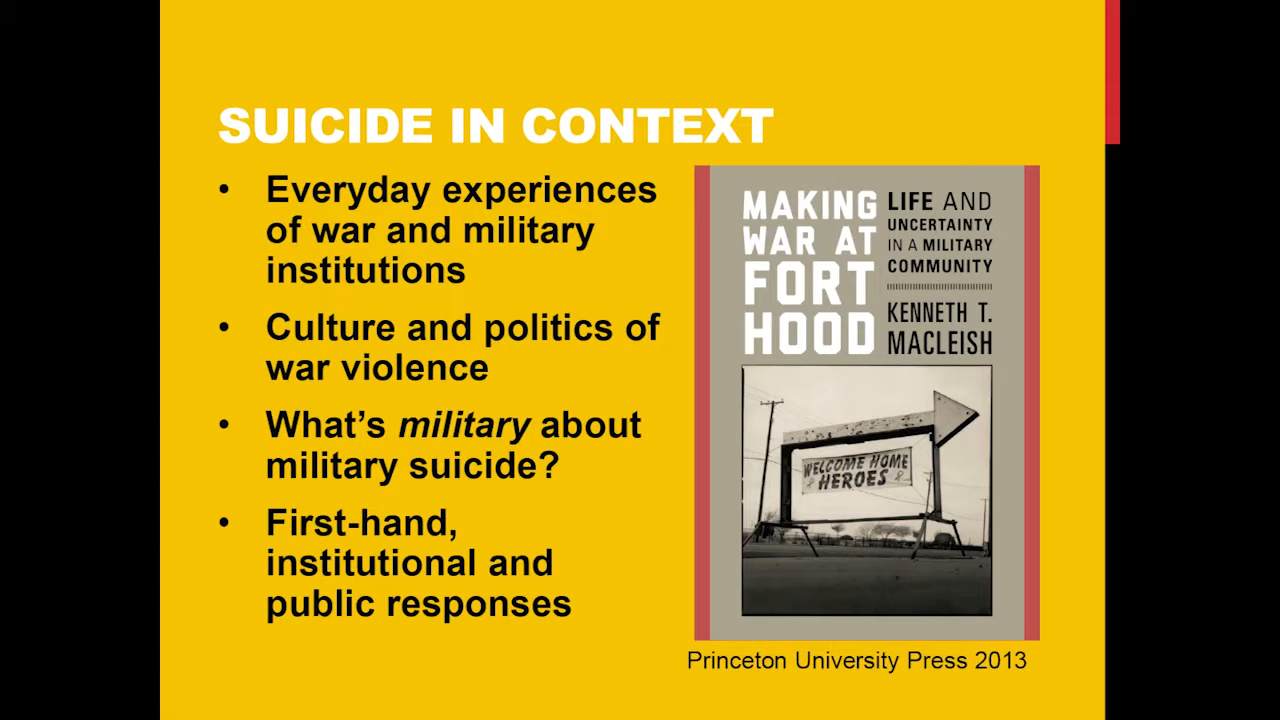 SUICIDE IN CONTEXT
• Everyday experiences
of war and military
institutions
• Culture and politics of
war violence
• What's military about
military suicide?
• First-hand,
institutional and
public responses
MAKING
WAR AT
FORT
HOOD
LIFE AND
UNCERTAINTY
IN A MILITARY
COMMUNITY
KENNETH T.
MACLEISH
WELCOME HOME
HEROES
Princeton University Press 2013